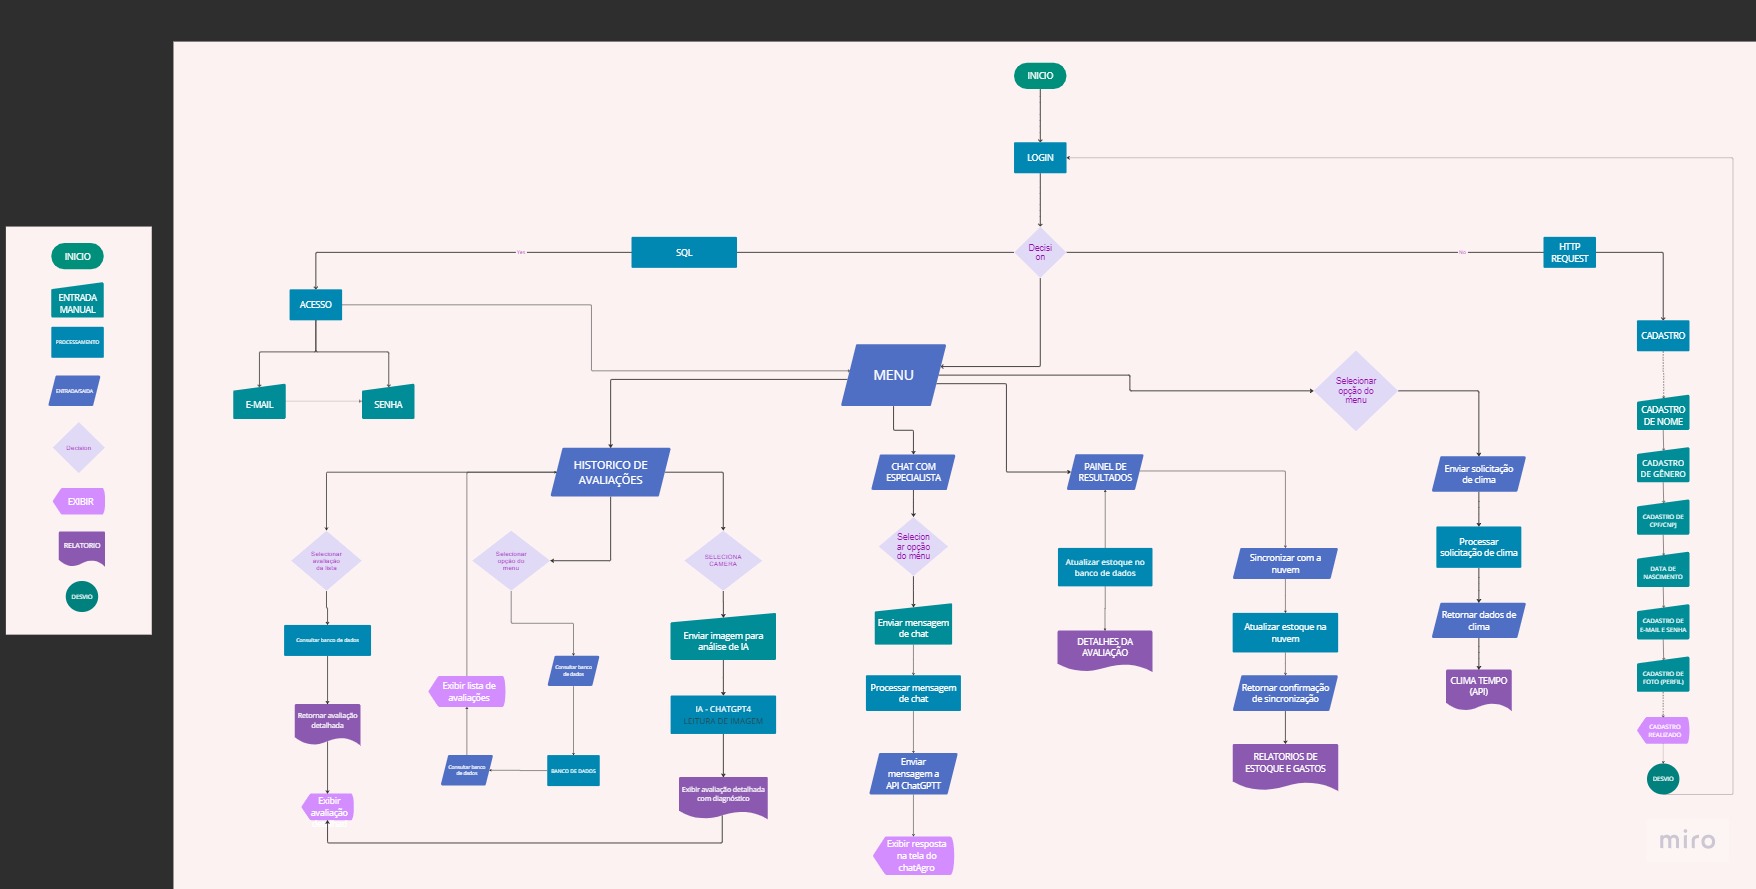 INICIO
ENTRADA
MANUAL
PROCESSAMENTO
ENTRADA/SAIDA
Decision
EXIBIR
RELATORIO
DESVIO
INICIO
LOGIN
Decisi
on
SQL
Yes
No
HTTP
REQUEST
ACESSO
E-MAIL
SENHA
MENU
Selecionar
opção do
menu
CADASTRO
CADASTRO
DE NOME
CADASTRO
DE GÊNERO
CADASTRO DE
CPF/CNPJ
DATA DE
NASCIMENTO
CADASTRO DE
E-MAIL E SENHA
CADASTRO DE
FOTO (PERFIL)
CADASTRO
REALIZADO
DESVIO
HISTORICO DE
AVALIAÇÕES
Selecionar
avaliação
da lista
Consultar banco de dados
Retornar avaliação
detalhada
Exibir
avaliação
Selecionar
opção do
menu
Consultar banco
de dados
BANCO DE DADOS
Consultar banco
de dados
Exibir lista de
avaliações
SELECIONA
CAMERA
Enviar imagem para
análise de IA
IA - CHATGPT4
LEITURA DE IMAGEM
Exibir avaliação detalhada
com diagnóstico
CHAT COM
ESPECIALISTA
Selecion
ar opção
do menu
Enviar mensagem
de chat
Processar mensagem
de chat
Enviar
mensagem a
API ChatGPTT
Exibir resposta
na tela do
chatAgro
PAINEL DE
RESULTADOS
Atualizar estoque no
banco de dados
DETALHES DA
AVALIAÇÃO
Sincronizar com a
nuvem
Atualizar estoque na
nuvem
Retornar confirmação
de sincronização
RELATORIOS DE
ESTOQUE E GASTOS
Enviar solicitação
de clima
Processar
solicitação de clima
Retornar dados de
clima
CLIMA TEMPO
(API)
miro